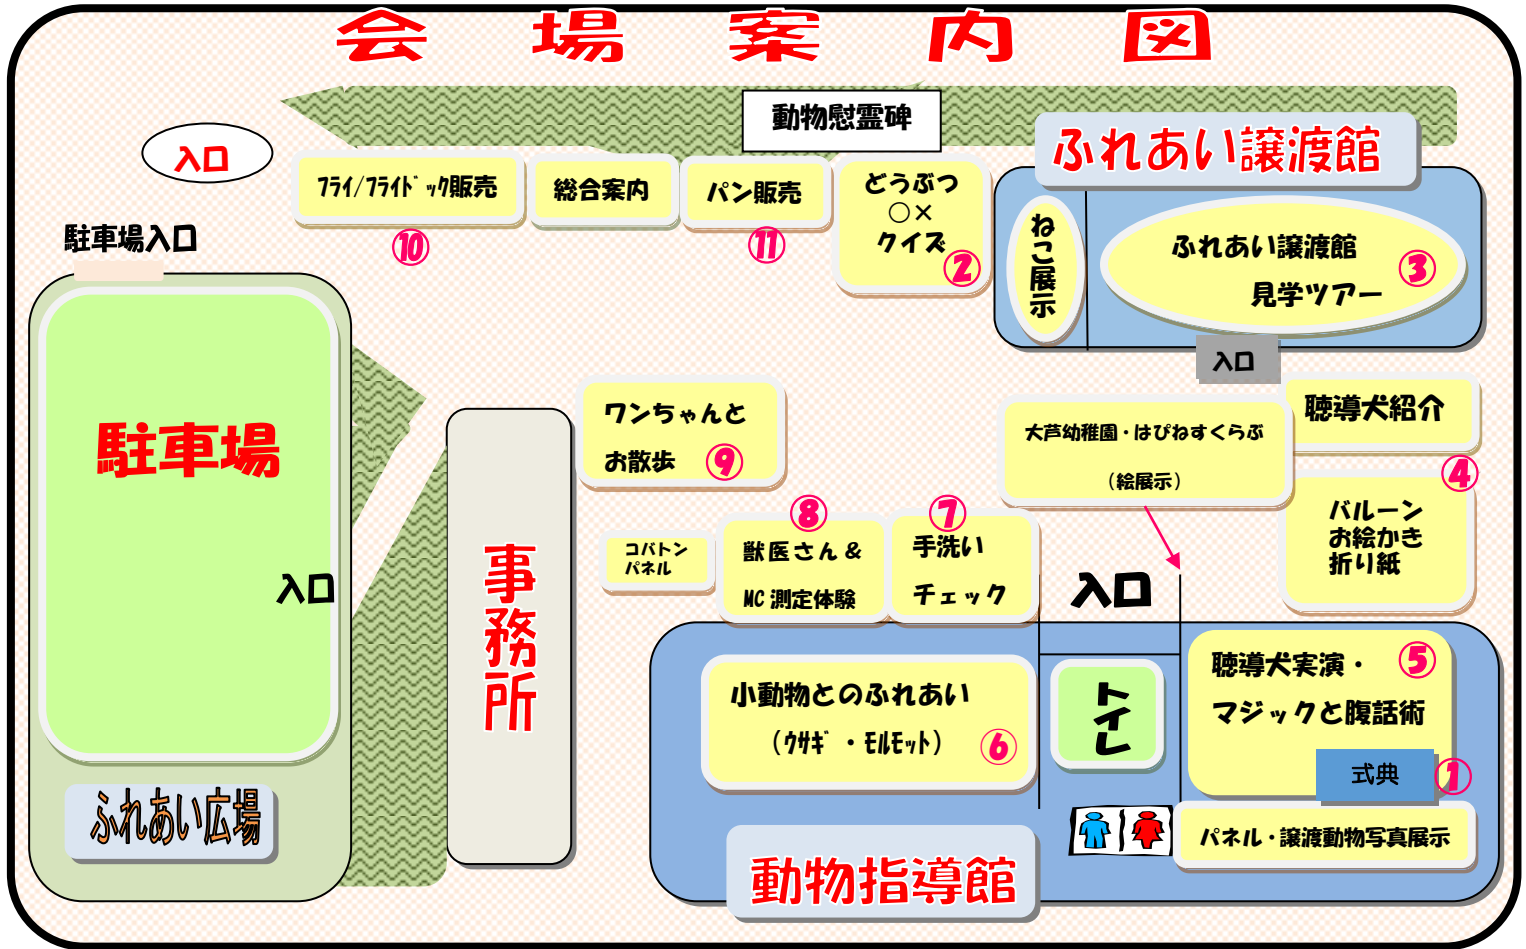 会場案内図
動物慰霊碑
入口
ふれあい譲渡館
ﾌﾗｲ/ﾌﾗｲﾄﾞｯｸ販売
⑩
総合案内
パン販売
⑪
どうぶつ
○×
クイズ
②
ねこ展示
ふれあい譲渡館
見学ツアー
③
入口
駐車場入口
駐車場
入口
ふれあい広場
事務所
ワンちゃんと
お散歩
⑨
大芦幼稚園・はぴねすくらぶ
（絵展示）
聴導犬紹介
④
バルーン
お絵かき
折り紙
コバトン
パネル
⑧
獣医さん＆
MC測定体験
⑦
手洗い
チェック
入口
小動物とのふれあい
（ｳｻｷﾞ・ﾓﾙﾓｯﾄ）
⑥
トイレ
聴導犬実演・
マジックと腹話術
⑤
式典
①
パネル・譲渡動物写真展示
動物指導館